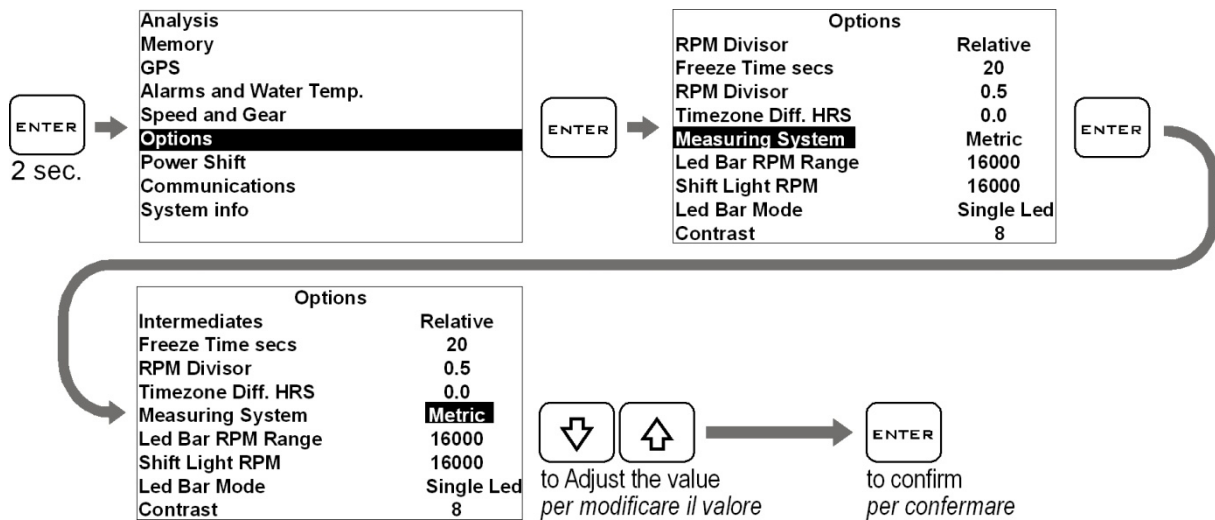 Analysis
Memory
GPS
Alarms and Water Temp.
Speed and Gear
Options
Power Shift
Communications
System info
ENTER
2 sec.
ENTER
Options
RPM Divisor Relative
Freeze Time secs 20
RPM Divisor 0.5
Timezone Diff. HRS 0.0
Measuring System Metric
Led Bar RPM Range 16000
Shift Light RPM 16000
Led Bar Mode Single Led
Contrast 8
ENTER
Options
Intermediates Relative
Freeze Time secs 20
RPM Divisor 0.5
Timezone Diff. HRS 0.0
Measuring System Metric
Led Bar RPM Range 16000
Shift Light RPM 16000
Led Bar Mode Single Led
Contrast 8
to Adjust the value
per modificare il valore
ENTER
to confirm
per confermare